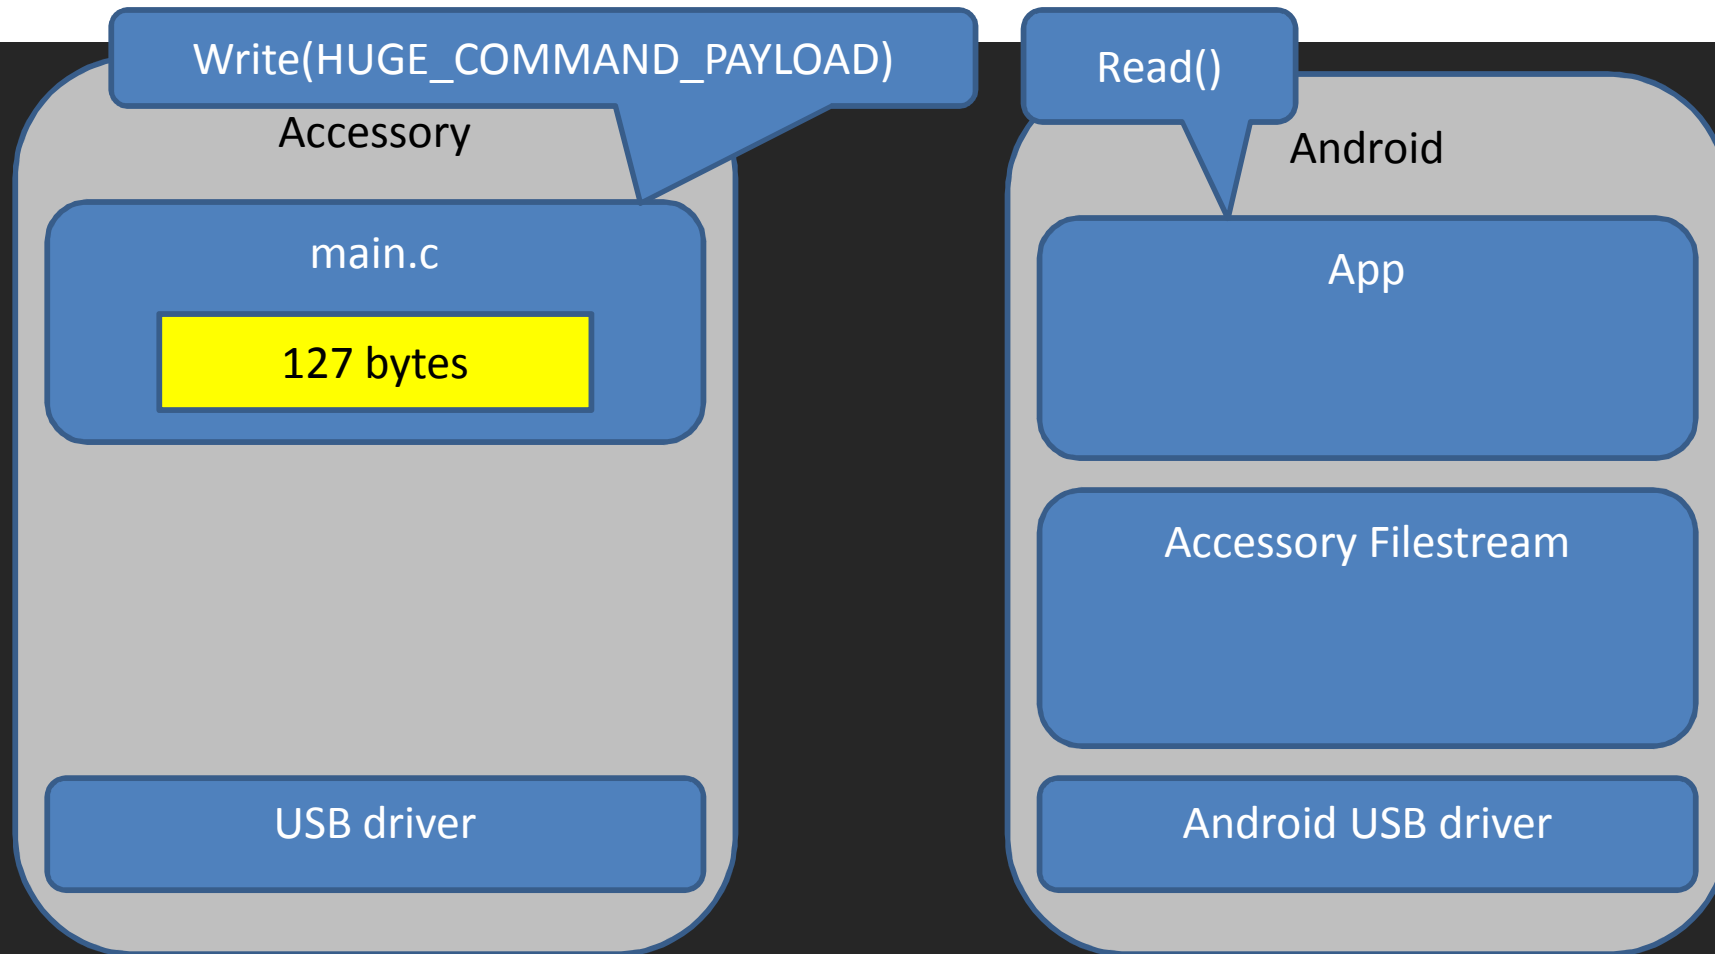 Write(HUGE_COMMAND_PAYLOAD)
Accessory
main.c
127 bytes
USB driver
Read()
Android
App
Accessory Filestream
Android USB driver